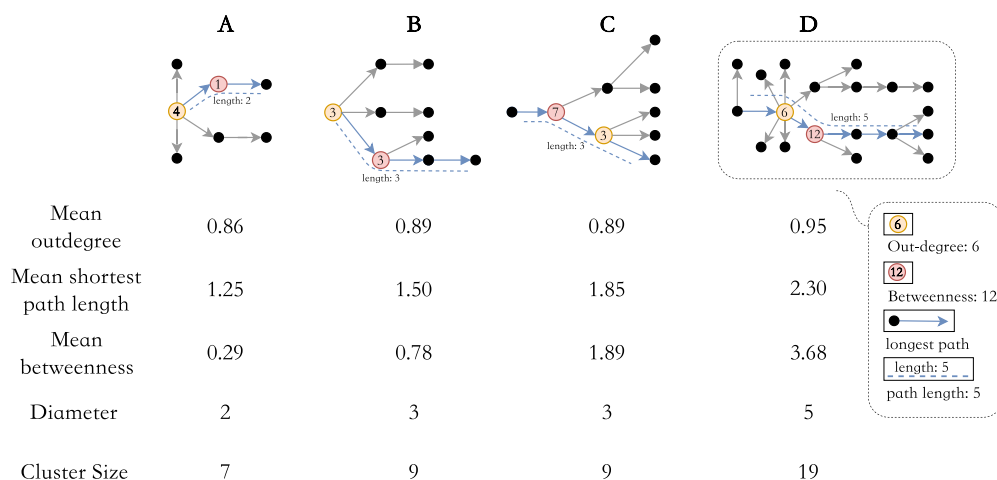 A B C D
4
1
length: 2
3
3
length: 3
7
3
length: 3
6
12
length: 5
Mean
outdegree
0.86 0.89 0.89 0.95
Mean shortest
path length
1.25 1.50 1.85 2.30
Mean
betweenness
0.29 0.78 1.89 3.68
Diameter 2 3 3 5
Cluster Size 7 9 9 19
6
Out-degree: 6
12
Betweenness: 12
longest path
length: 5
path length: 5